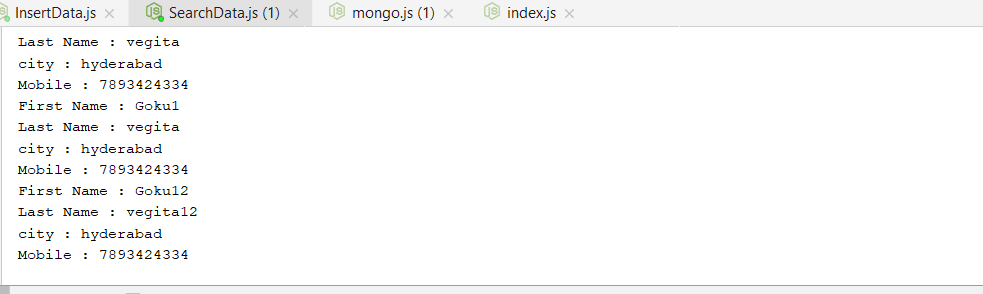 InsertData.js SearchData.js (1) mongo.js (1) index.js
Last Name : vegita
city : hyderabad
Mobile : 7893424334
First Name : Goku1
Last Name : vegita
city : hyderabad
Mobile : 7893424334
First Name : Goku12
Last Name : vegita12
city : hyderabad
Mobile : 7893424334